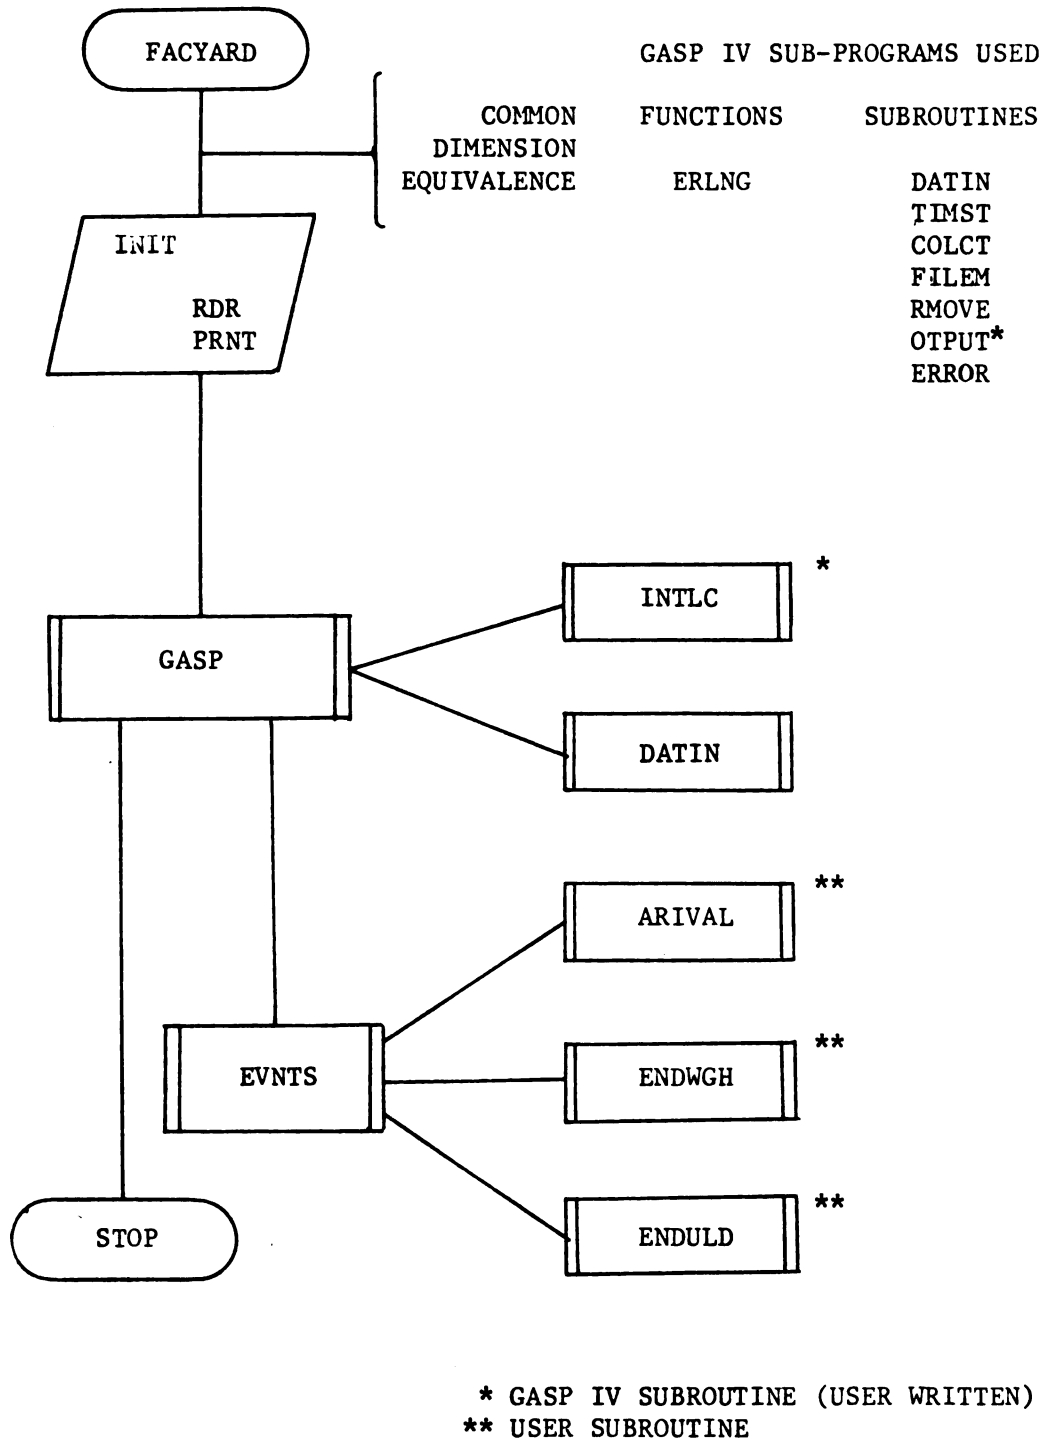 FACYARD
GASP IV SUB-PROGRAMS USED
COMMON FUNCTIONS SUBROUTINES
DIMENSION
EQUIVALENCE ERLNG DATIN
TIMST
INIT COLCT
FILEM
RDR RMOVE
PRNT OTPUT*
ERROR
*
INTLC
GASP
DATIN
**
ARIVAL
**
EVNTS ENDWGH
**
STOP ENDULD
* GASP IV SUBROUTINE (USER WRITTEN)
** USER SUBROUTINE